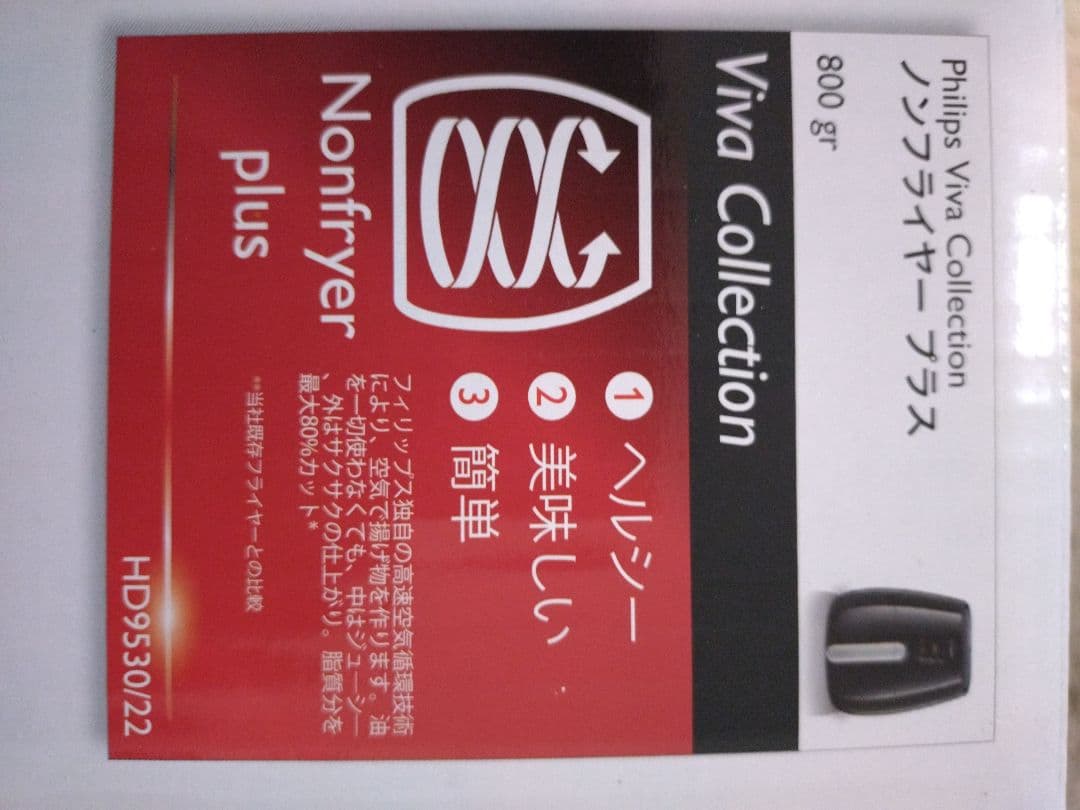 Philips Viva Collection
ノンフライヤー プラス
800 gr
Viva Collection
1 ヘルシー
2 美味しい
3 簡単
Nonfryer
plus
フィリップス独自の高速空気循環技術
により、空気で揚げ物を作ります。油
を一切使わなくても、中はジューシー
、外はサクサクの仕上がり。脂質分を
最大80%カット*
**当社既存フライヤーとの比較
HD9530/22